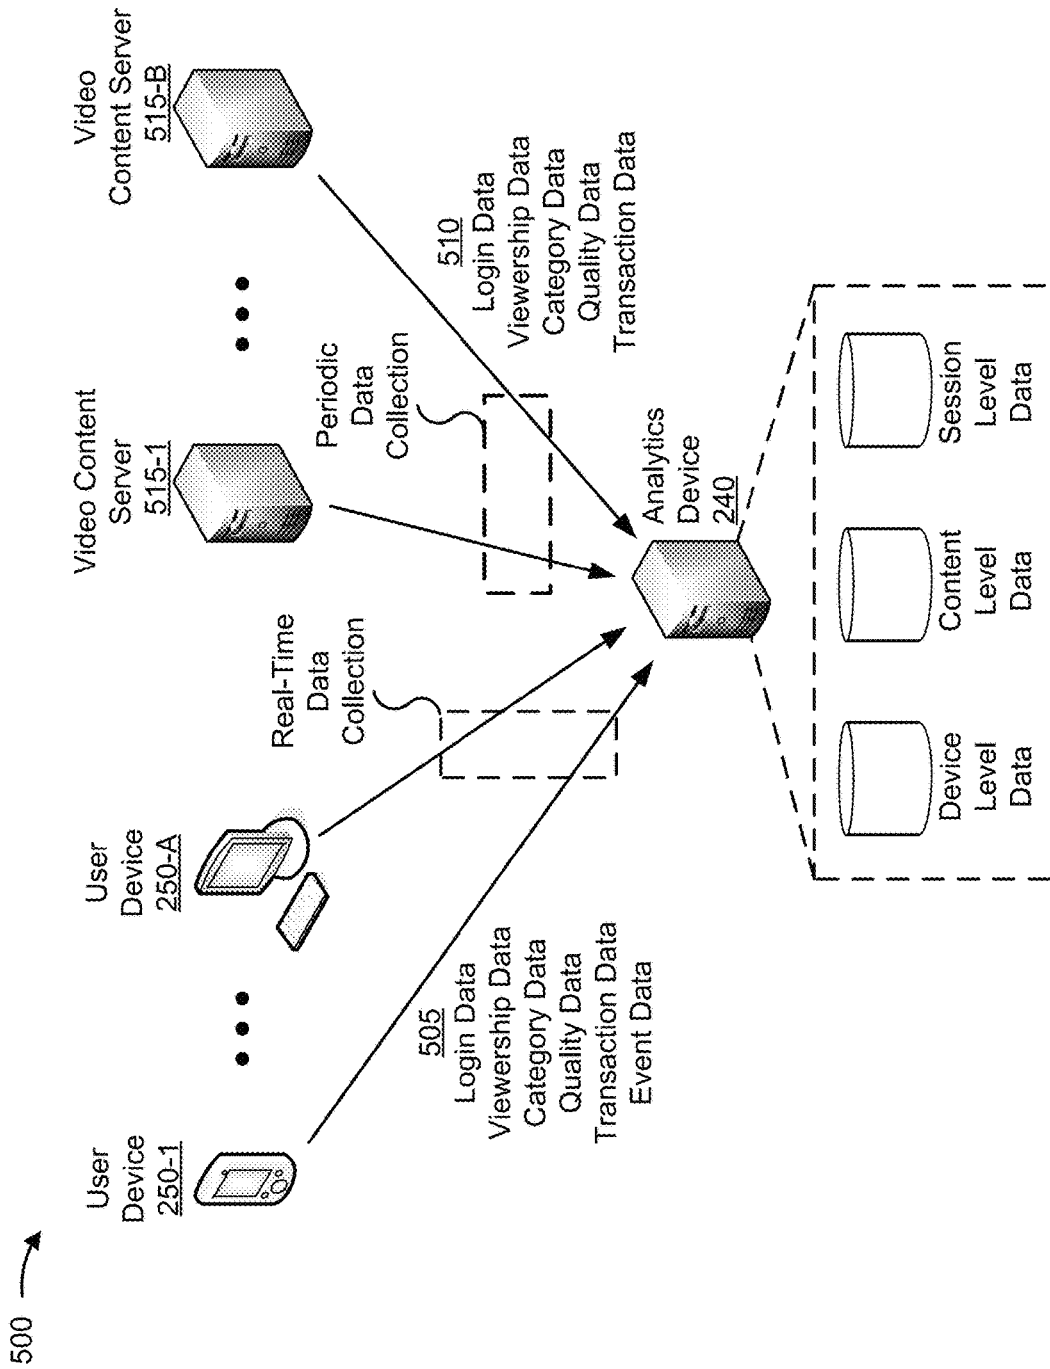 500
User
Device
250-1
User
Device
250-A
Video Content
Server
515-1
Video
Content Server
515-B
Real-Time
Data
Collection
Periodic
Data
Collection
505
Login Data
Viewership Data
Category Data
Quality Data
Transaction Data
Event Data
510
Login Data
Viewership Data
Category Data
Quality Data
Transaction Data
Analytics
Device
240
Device
Level
Data
Content
Level
Data
Session
Level
Data